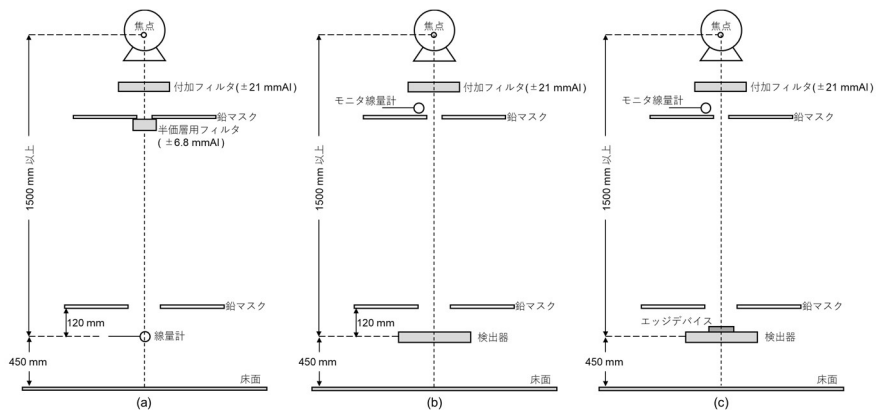 焦点
付加フィルタ(±21 mmAl)
鉛マスク
半価層用フィルタ
(±6.8 mmAl)
1500 mm 以上
鉛マスク
120 mm
線量計
450 mm
床面
(a)
焦点
付加フィルタ(±21 mmAl)
モニタ線量計
鉛マスク
1500 mm 以上
鉛マスク
120 mm
検出器
450 mm
床面
(b)
焦点
付加フィルタ(±21 mmAl)
モニタ線量計
鉛マスク
1500 mm 以上
鉛マスク
エッジデバイス
検出器
450 mm
床面
(c)